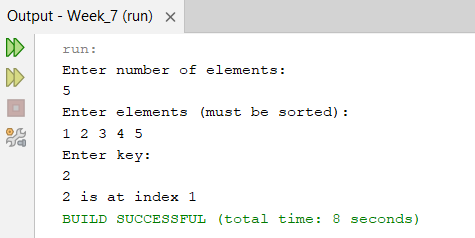 Output - Week_7 (run)
run:
Enter number of elements:
5
Enter elements (must be sorted):
1 2 3 4 5
Enter key:
2
2 is at index 1
BUILD SUCCESSFUL (total time: 8 seconds)